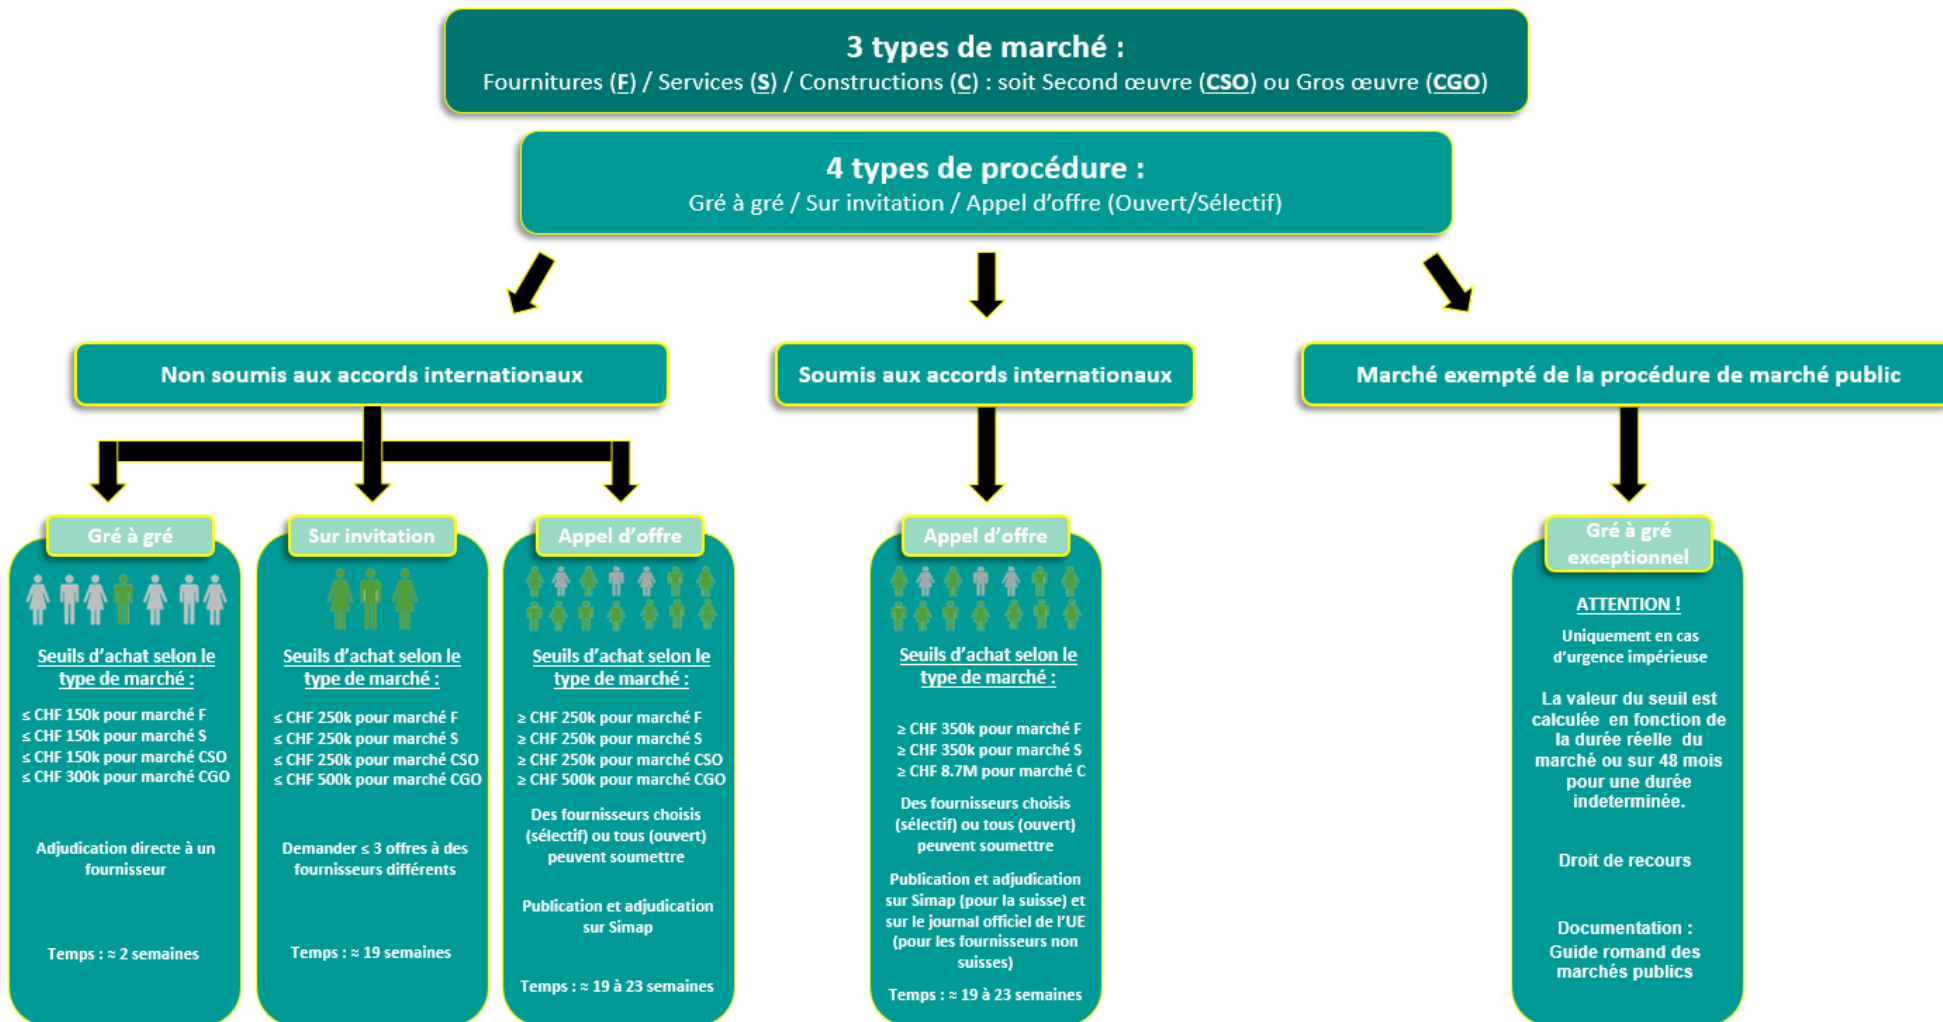 3 types de marché :
Fournitures (F) / Services (S) / Constructions (C) : soit Second œuvre (CSO) ou Gros œuvre (CGO)
4 types de procédure :
Gré à gré / Sur invitation / Appel d’offre (Ouvert/Sélectif)
Non soumis aux accords internationaux
Soumis aux accords internationaux
Marché exempté de la procédure de marché public
Gré à gré
Seuils d’achat selon le
type de marché :
≤ CHF 150k pour marché F
≤ CHF 150k pour marché S
≤ CHF 150k pour marché CSO
≤ CHF 300k pour marché CGO
Adjudication directe à un
fournisseur
Temps : ≈ 2 semaines
Sur invitation
Seuils d’achat selon le
type de marché :
≤ CHF 250k pour marché F
≤ CHF 250k pour marché S
≤ CHF 250k pour marché CSO
≤ CHF 500k pour marché CGO
Demander ≤ 3 offres à des
fournisseurs différents
Temps : ≈ 19 semaines
Appel d’offre
Seuils d’achat selon le
type de marché :
≥ CHF 250k pour marché F
≥ CHF 250k pour marché S
≥ CHF 250k pour marché CSO
≥ CHF 500k pour marché CGO
Des fournisseurs choisis
(sélectif) ou tous (ouvert)
peuvent soumettre
Publication et adjudication
sur Simap
Temps : ≈ 19 à 23 semaines
Appel d’offre
Seuils d’achat selon le
type de marché :
≥ CHF 350k pour marché F
≥ CHF 350k pour marché S
≥ CHF 8.7M pour marché C
Des fournisseurs choisis
(sélectif) ou tous (ouvert)
peuvent soumettre
Publication et adjudication
sur Simap (pour la suisse) et
sur le journal officiel de l’UE
(pour les fournisseurs non
suisses)
Temps : ≈ 19 à 23 semaines
Gré à gré
exceptionnel
ATTENTION !
Uniquement en cas
d’urgence impérieuse
La valeur du seuil est
calculée en fonction de
la durée réelle du
marché ou sur 48 mois
pour une durée
indeterminée.
Droit de recours
Documentation :
Guide romand des
marchés publics